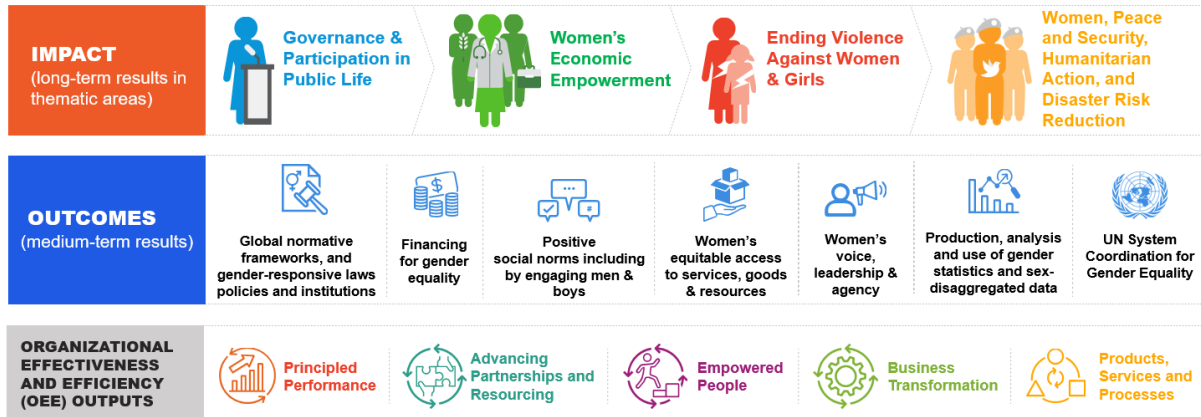 IMPACT
(long-term results in
thematic areas)
Governance &
Participation in
Public Life
Women's
Economic
Empowerment
Ending Violence
Against Women
& Girls
Women, Peace
and Security,
Humanitarian
Action, and
Disaster Risk
Reduction
OUTCOMES
(medium-term results)
$
Global normative
frameworks, and
gender-responsive laws
policies and institutions
Financing
for gender
equality
Positive
social norms including
by engaging men &
boys
Women's
equitable access
to services, goods
& resources
Women's
voice,
leadership &
agency
Production, analysis
and use of gender
statistics and sex-
disaggregated data
UN System
Coordination for
Gender Equality
ORGANIZATIONAL
EFFECTIVENESS
AND EFFICIENCY
(OEE) OUTPUTS
Principled
Performance
Advancing
Partnerships and
Resourcing
Empowered
People
Business
Transformation
Products,
Services and
Processes